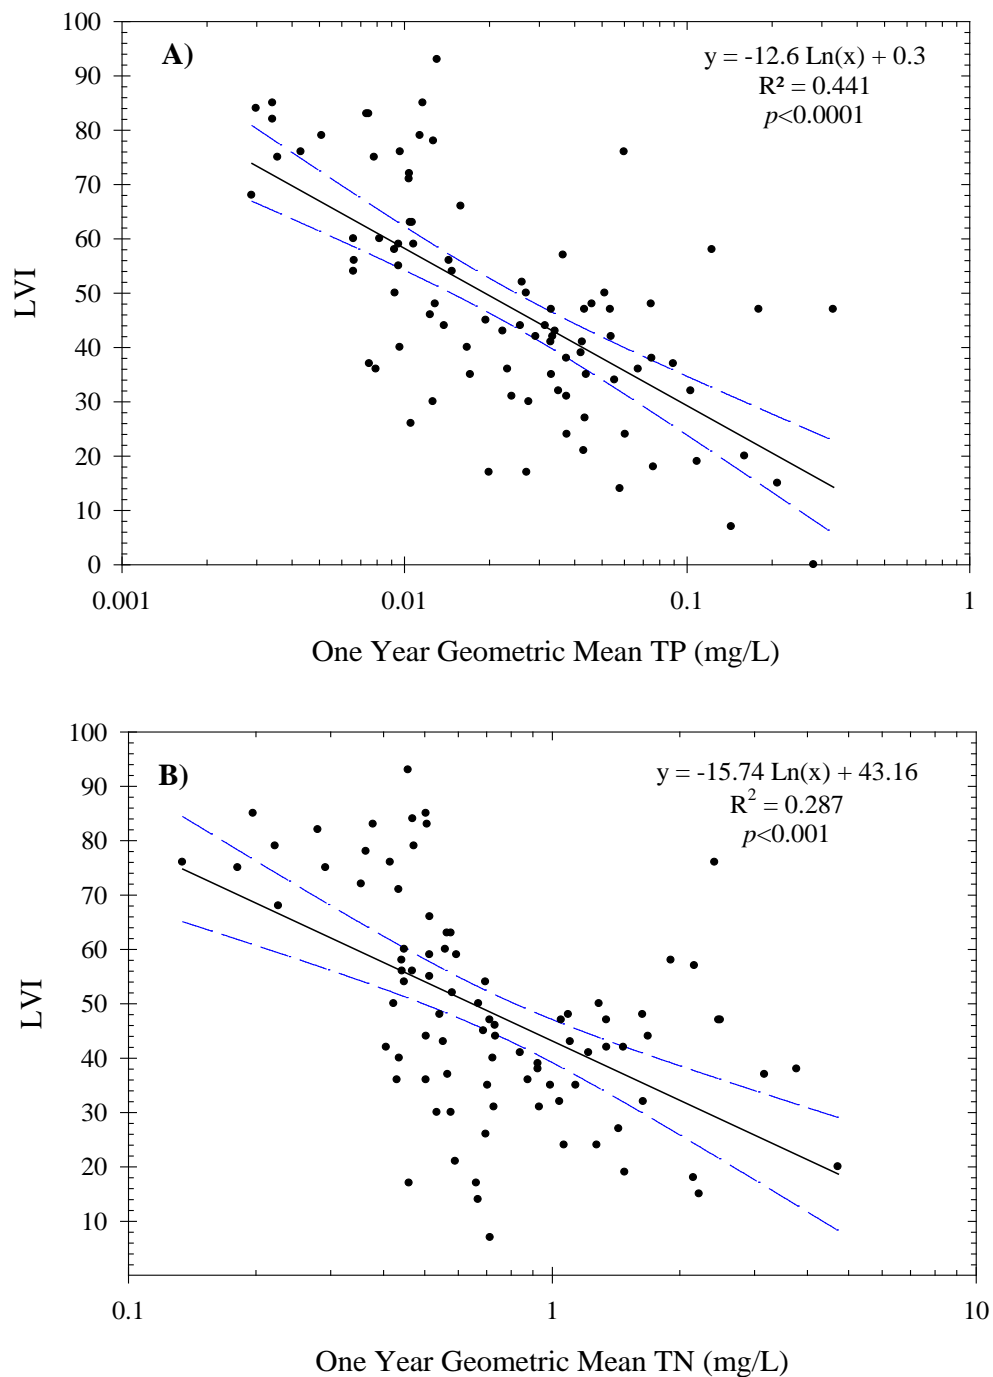 A)
y = -12.6 Ln(x) + 0.3
R² = 0.441
p<0.0001
100
90
80
70
60
50
40
30
20
10
0
LVI
0.001 0.01 0.1 1
One Year Geometric Mean TP (mg/L)
B)
y = -15.74 Ln(x) + 43.16
R² = 0.287
p<0.001
100
90
80
70
60
50
40
30
20
10
LVI
0.1 1 10
One Year Geometric Mean TN (mg/L)